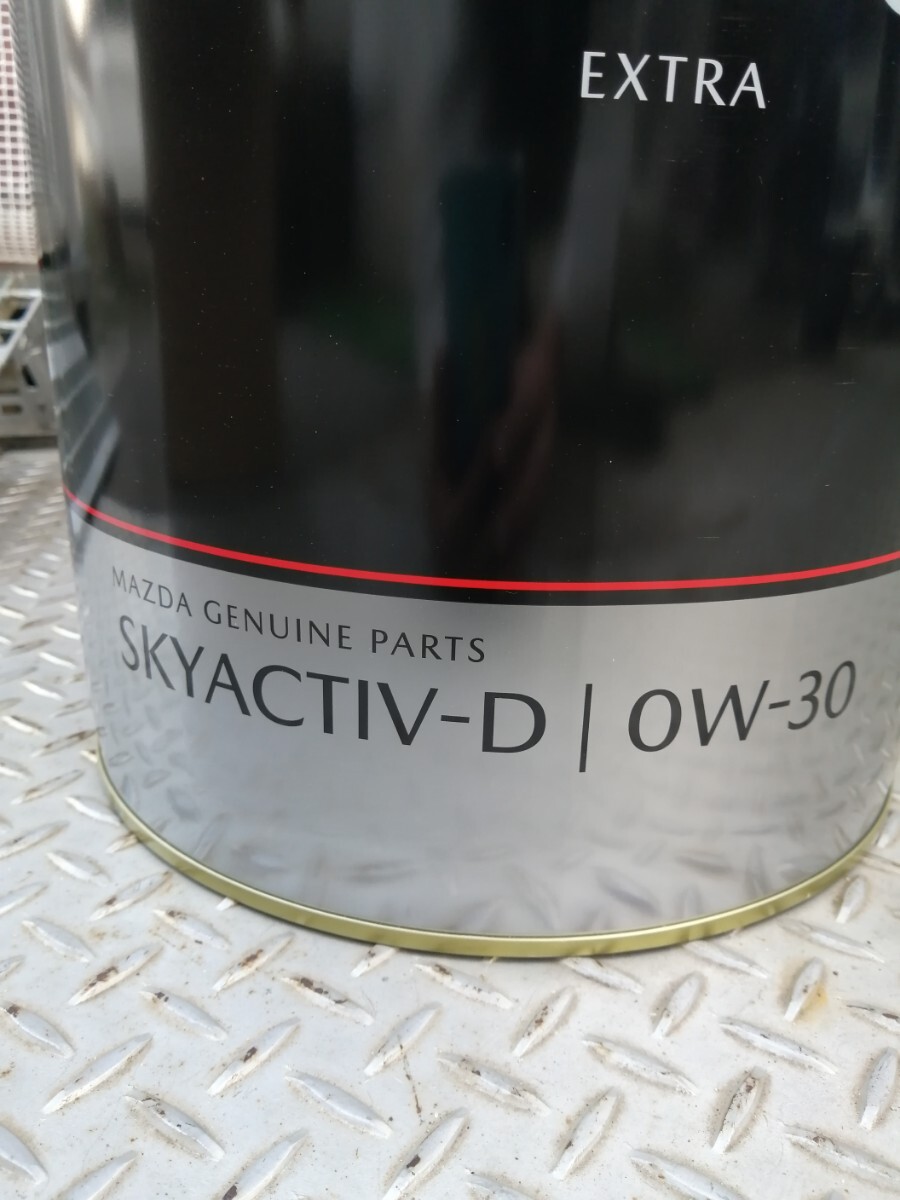 EXTRA
MAZDA GENUINE PARTS
SKYACTIV-D | 0W-30